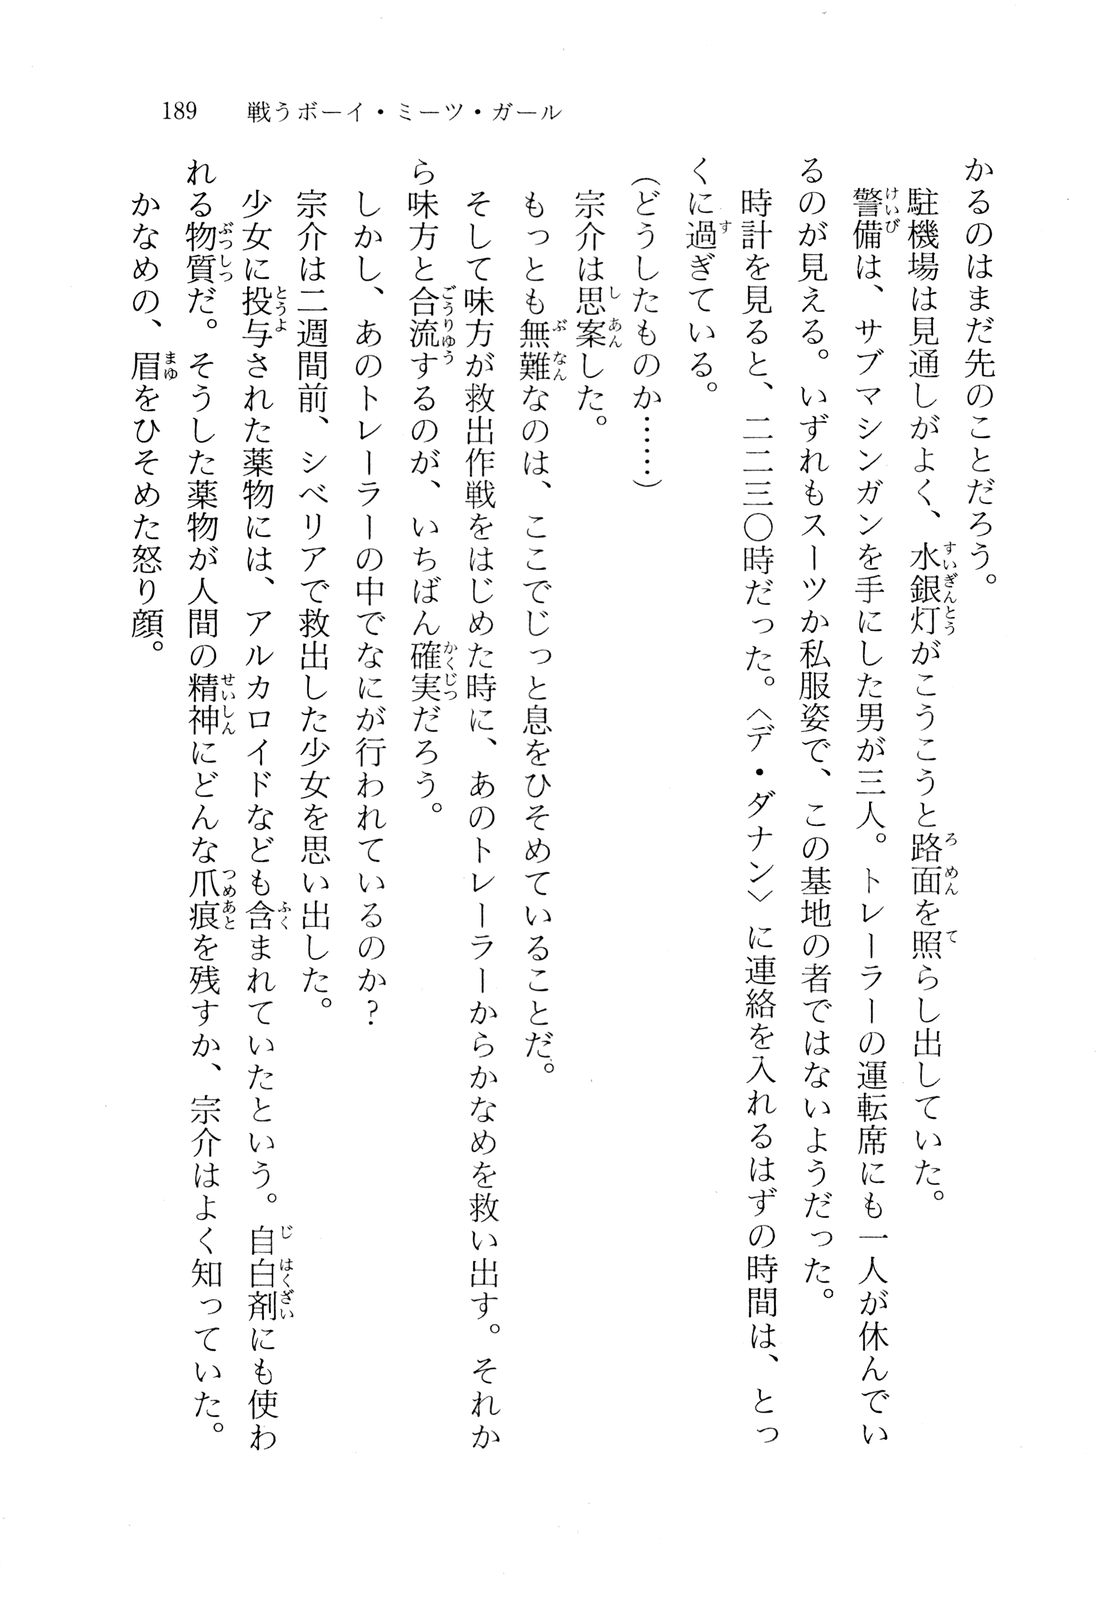 189　戦うボーイ・ミーツ・ガール
かるのはまだ先のことだろう。
　駐機場は見通しがよく、水銀灯がこうこうと路面を照らし出していた。
　警備は、サブマシンガンを手にした男が三人。トレーラーの運転席にも一人が休んでい
るのが見える。いずれもスーツか私服姿で、この基地の者ではないようだった。
　時計を見ると、二二三〇時だった。〈デ・ダナン〉に連絡を入れるはずの時間は、とっ
くに過ぎている。
（どうしたものか……）
　宗介は思案した。
　もっとも無難なのは、ここでじっと息をひそめていることだ。
　そして味方が救出作戦をはじめた時に、あのトレーラーからかなめを救い出す。それか
ら味方と合流するのが、いちばん確実だろう。
　しかし、あのトレーラーの中でなにが行われているのか？
　宗介は二週間前、シベリアで救出した少女を思い出した。
　少女に投与された薬物には、アルカロイドなども含まれていたという。自白剤にも使わ
れる物質だ。そうした薬物が人間の精神にどんな爪痕を残すか、宗介はよく知っていた。
　かなめの、眉をひそめた怒り顔。